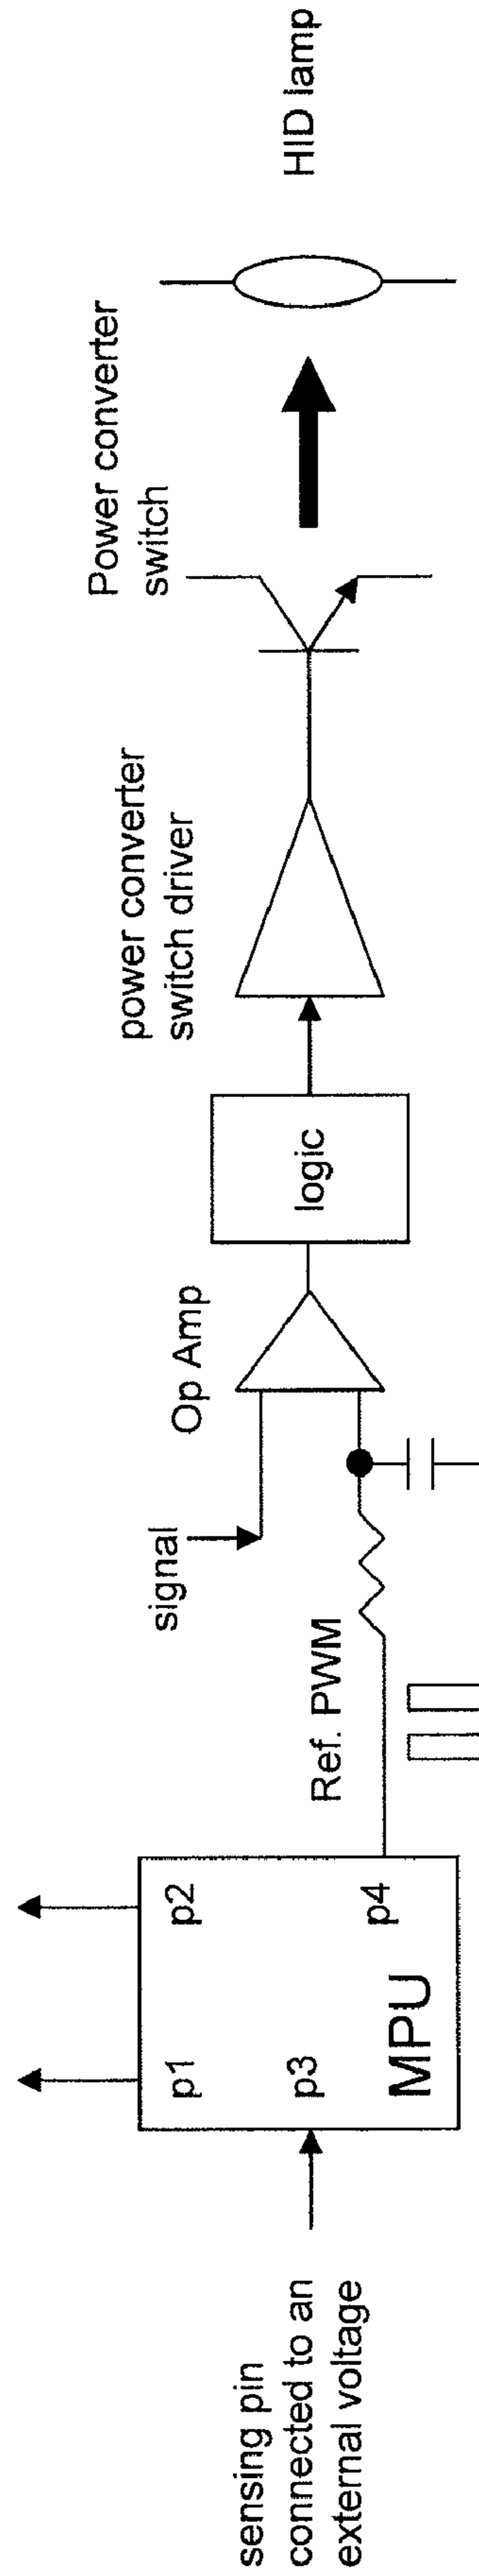 sensing pin
connected to an
external voltage
p1
p2
p3
p4
MPU
Ref. PWM
signal
Op Amp
logic
power converter
switch driver
Power converter
switch
HID lamp